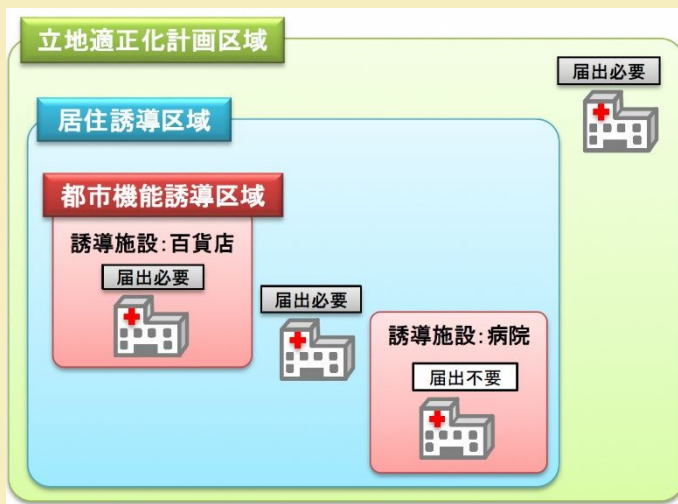 立地適正化計画区域
届出必要
居住誘導区域
都市機能誘導区域
誘導施設:百貨店
届出必要
届出必要
誘導施設:病院
届出不要